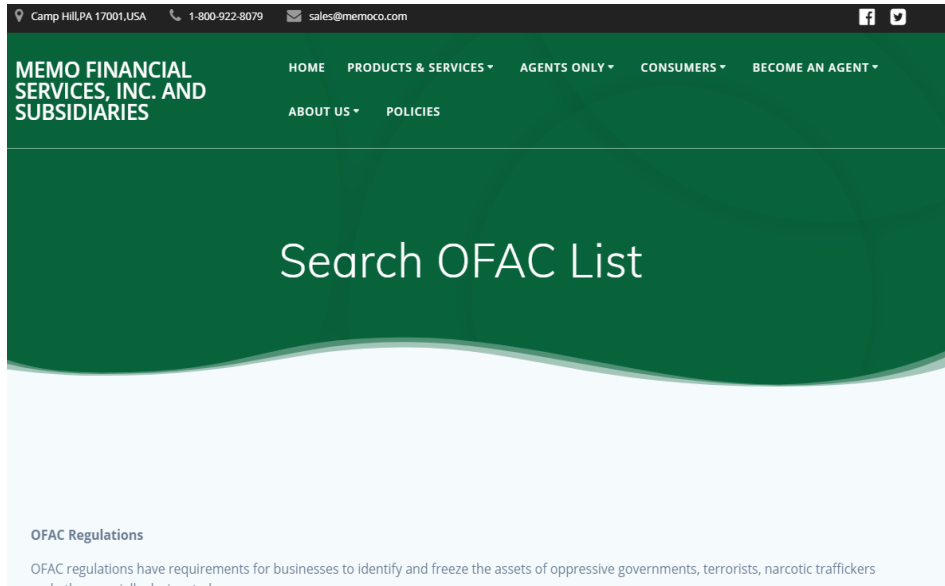 Camp Hill,PA 17001,USA 1-800-922-8079 sales@memoco.com
MEMO FINANCIAL
SERVICES, INC. AND
SUBSIDIARIES
HOME PRODUCTS & SERVICES AGENTS ONLY CONSUMERS BECOME AN AGENT
ABOUT US POLICIES
Search OFAC List
OFAC Regulations
OFAC regulations have requirements for businesses to identify and freeze the assets of oppressive governments, terrorists, narcotic traffickers